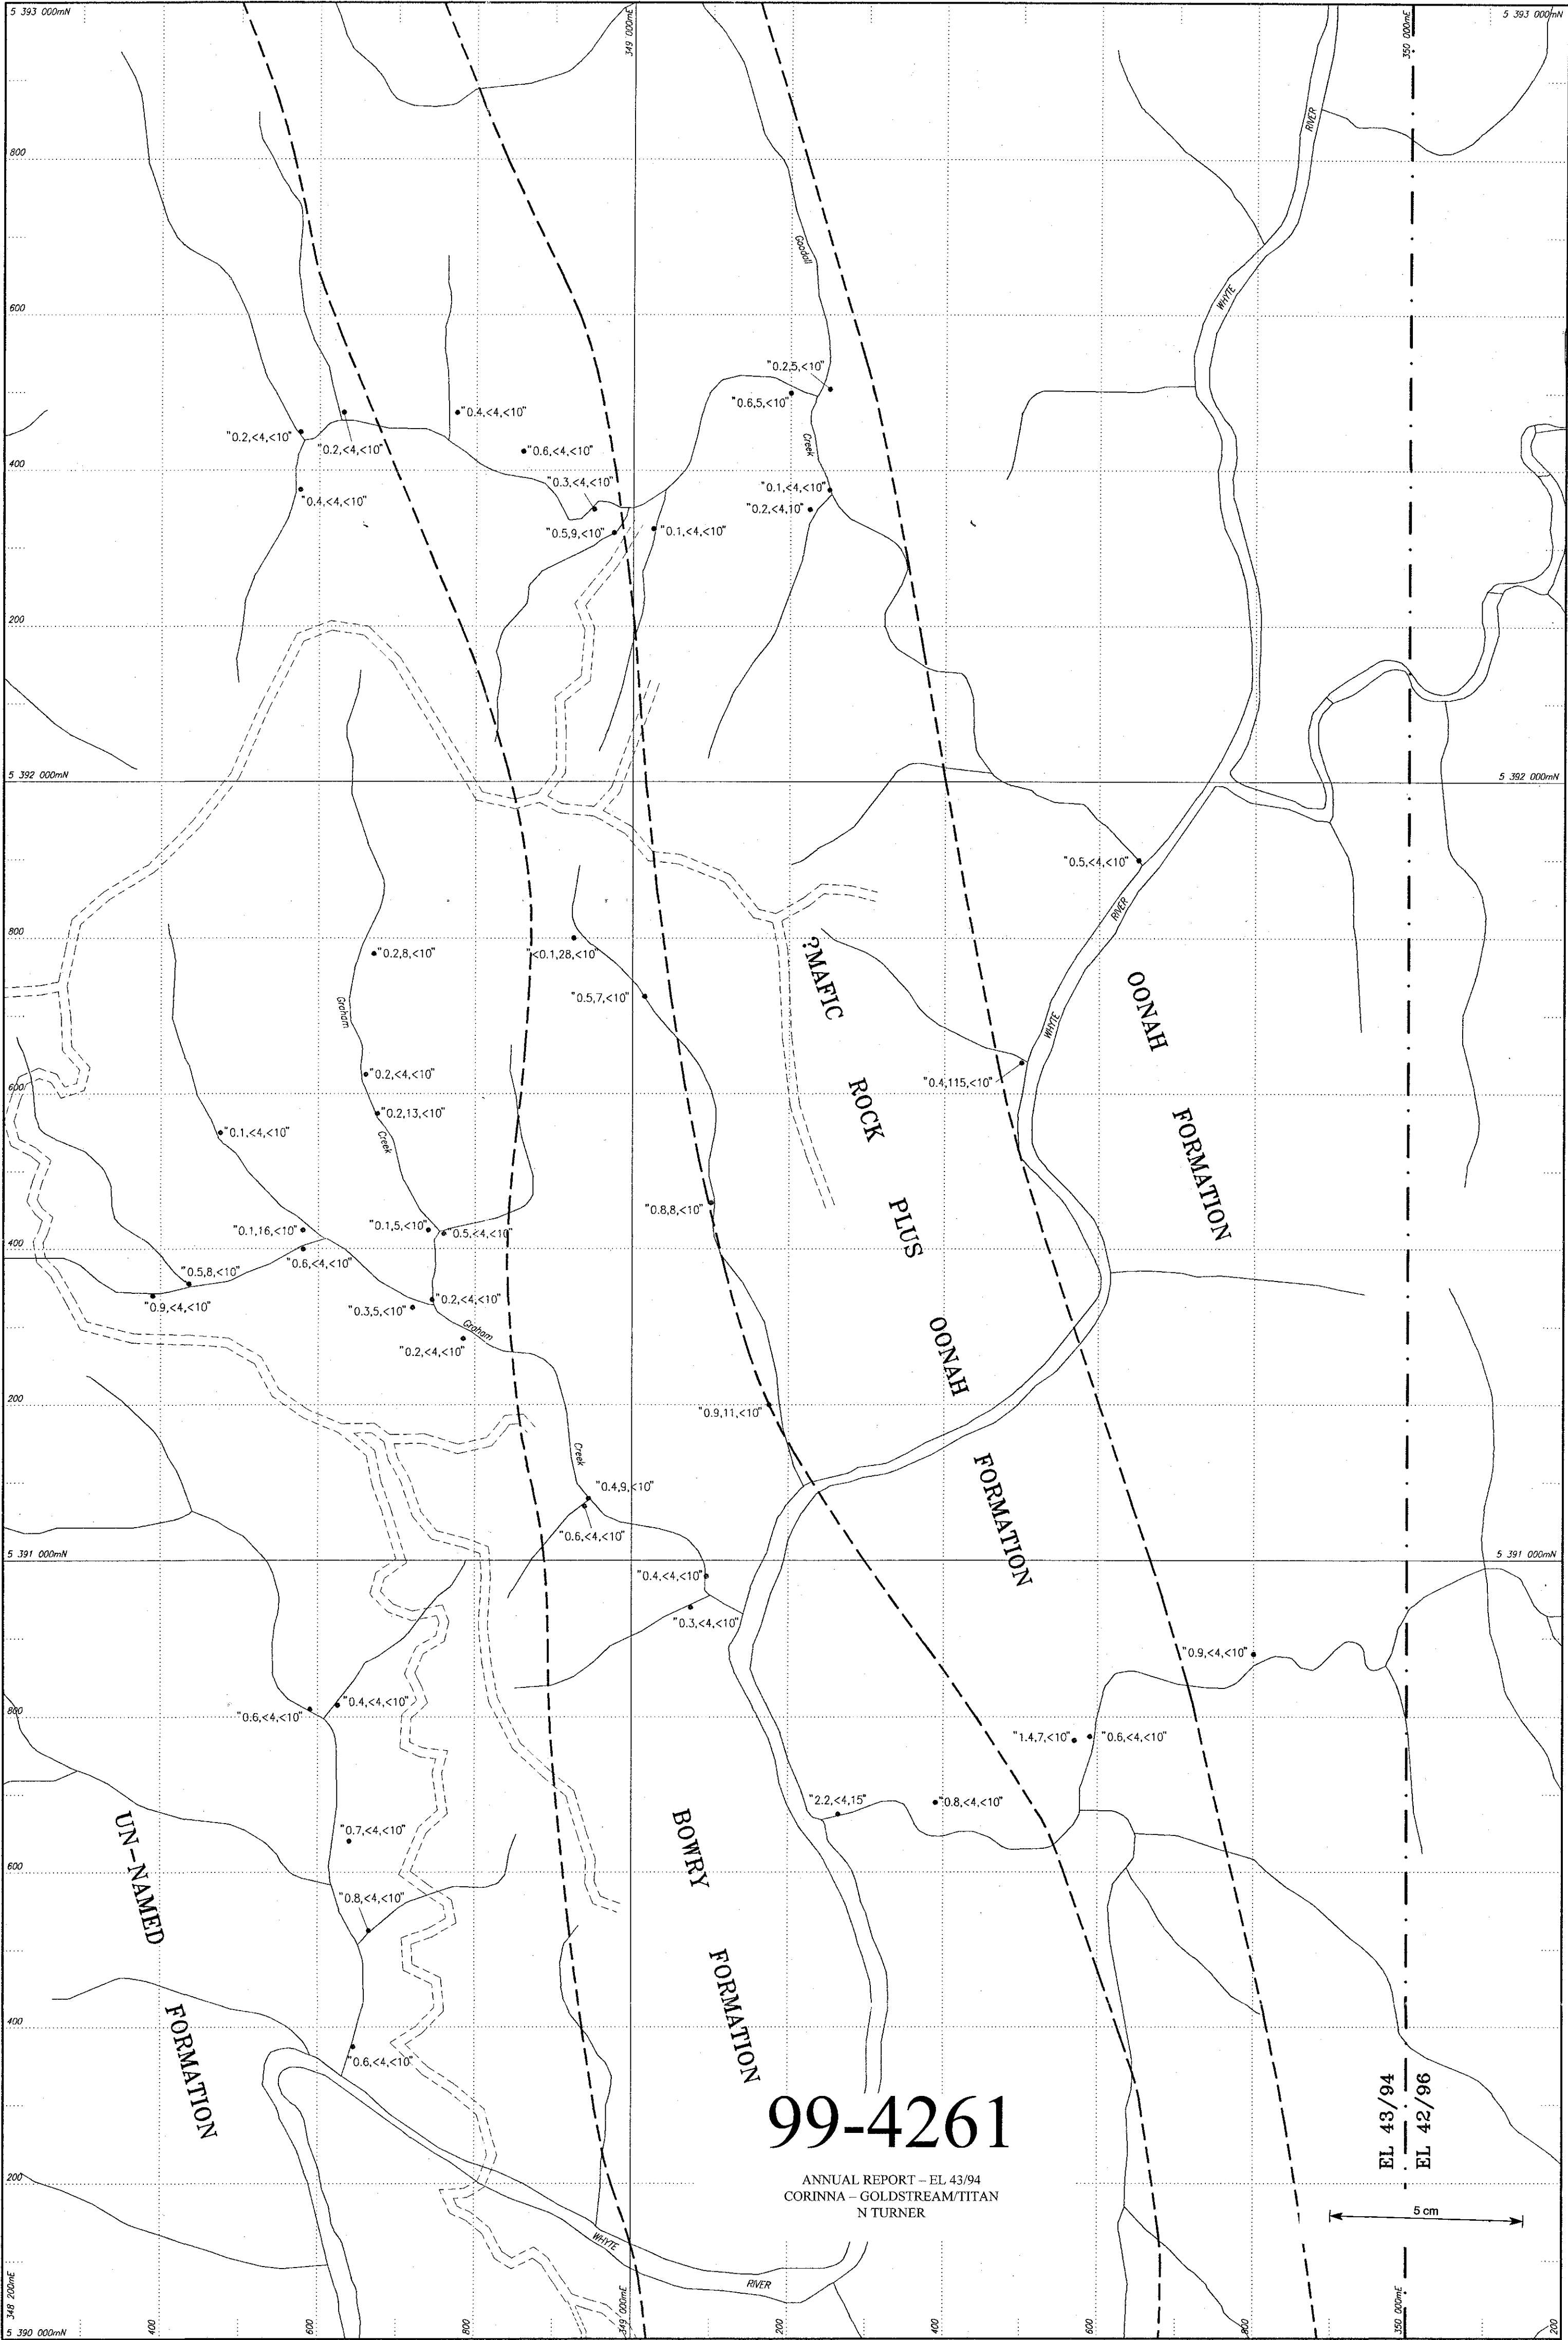 5 393 000mN
349 000mE
350 000mE
5 393 000mN
RIVER
800
Goodall
WHYTE
600
"0.2,5,<10"
"0.6,5,<10"
"0.4,<4,<10"
"0.2,<4,<10"
"0.2,<4,<10"
Creek
"0.6,<4,<10"
400
"0.3,<4,<10"
"0.1,<4,<10"
"0.4,<4,<10"
"0.2,<4,10"
"0.5,9,<10"
"0.1,<4,<10"
200
5 392 000mN
5 392 000mN
"0.5,<4,<10"
RIVER
800
"0.2,8,<10"
"<0.1,28,<10"
?MAFIC
"0.5,7,<10"
OONAH
Graham
WHYTE
"0.2,<4,<10"
"0.4,115,<10"
600
ROCK
"0.2,13,<10"
"0.1,<4,<10"
Creek
FORMATION
"0.8,8,<10"
PLUS
"0.1,16,<10"
"0.1,5,<10"
"0.5,<4,<10"
400
"0.6,<4,<10"
"0.5,8,<10"
"0.9,<4,<10"
"0.3,5,<10"
"0.2,<4,<10"
Graham
"0.2,<4,<10"
OONAH
200
"0.9,11,<10"
Creek
FORMATION
"0.4,9,<10"
"0.6,<4,<10"
5 391 000mN
5 391 000mN
"0.4,<4,<10"
"0.3,<4,<10"
"0.9,<4,<10"
"0.4,<4,<10"
800
"0.6,<4,<10"
"1.4,7,<10"
"0.6,<4,<10"
"2.2,<4,15"
"0.8,<4,<10"
UN-NAMED
"0.7,<4,<10"
BOWRY
600
"0.8,<4,<10"
FORMATION
400
FORMATION
"0.6,<4,<10"
99-4261
EL 43/94
EL 42/96
ANNUAL REPORT – EL 43/94
CORINNA – GOLDSTREAM/TITAN
N TURNER
200
5 cm
WHYTE
RIVER
348 200mE
400
600
800
349 000mE
200
400
600
800
350 000mE
200
5 390 000mN